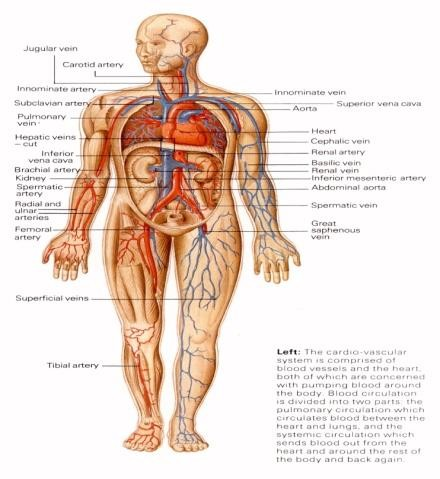 Jugular vein
Carotid artery
Innominate artery
Subclavian artery
Pulmonary
vein
Hepatic veins
– cut
Inferior
vena cava
Brachial artery
Kidney
Spermatic
artery
Radial and
ulnar
arteries
Femoral
artery
Superficial veins
Tibial artery
Innominate vein
Superior vena cava
Aorta
Heart
Cephalic vein
Renal artery
Basilic vein
Renal vein
Inferior mesenteric artery
Abdominal aorta
Spermatic vein
Great
saphenous
vein
Left: The cardio-vascular
system is comprised of
blood vessels and the heart,
both of which are concerned
with pumping blood around
the body. Blood circulation
is divided into two parts: the
pulmonary circulation which
circulates blood between the
heart and lungs, and the
systemic circulation which
sends blood out from the
heart and around the rest of
the body and back again.